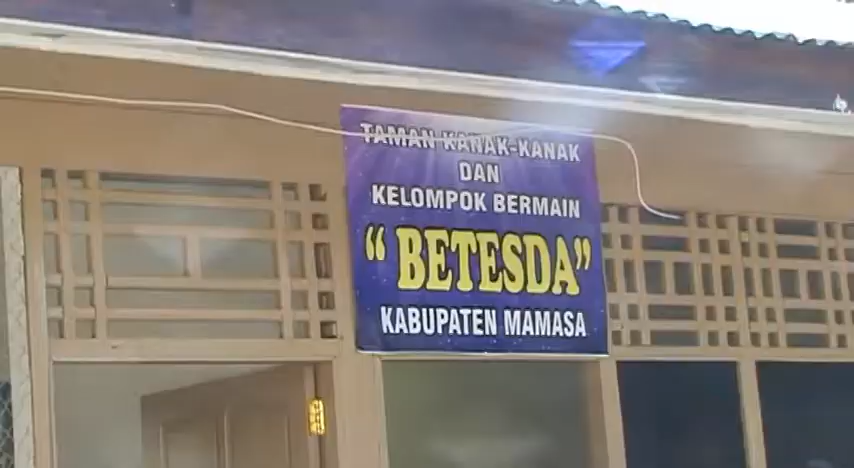 TAMAN KANAK-KANAK
DAN
KELOMPOK BERMAIN
“ BETESDA”
KABUPATEN MAMASA